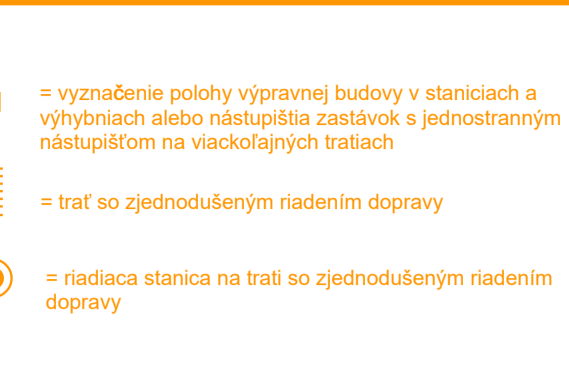 = vyznačenie polohy výpravnej budovy v staniciach a
výhybniach alebo nástupištia zastávok s jednostranným
nástupišťom na viackoľajných tratiach
= trať so zjednodušeným riadením dopravy
= riadiaca stanica na trati so zjednodušeným riadením
dopravy